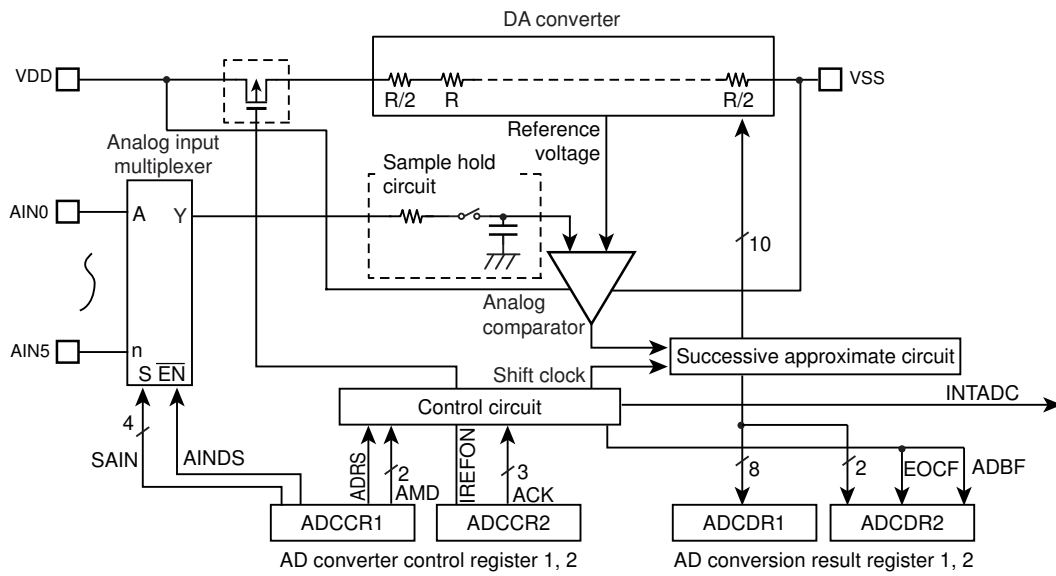 DA converter
VDD
R/2
R
R/2
VSS
Analog input
multiplexer
Reference
voltage
Sample hold
circuit
AIN0
A
Y
10
Analog
comparator
AIN5
n
S EN
Successive approximate circuit
Shift clock
Control circuit
INTADC
4
SAIN
AINDS
ADRS
2
AMD
IREFON
3
ACK
8
2
EOCF
ADBF
ADCCR1
ADCCR2
ADCDR1
ADCDR2
AD converter control register 1, 2
AD conversion result register 1, 2